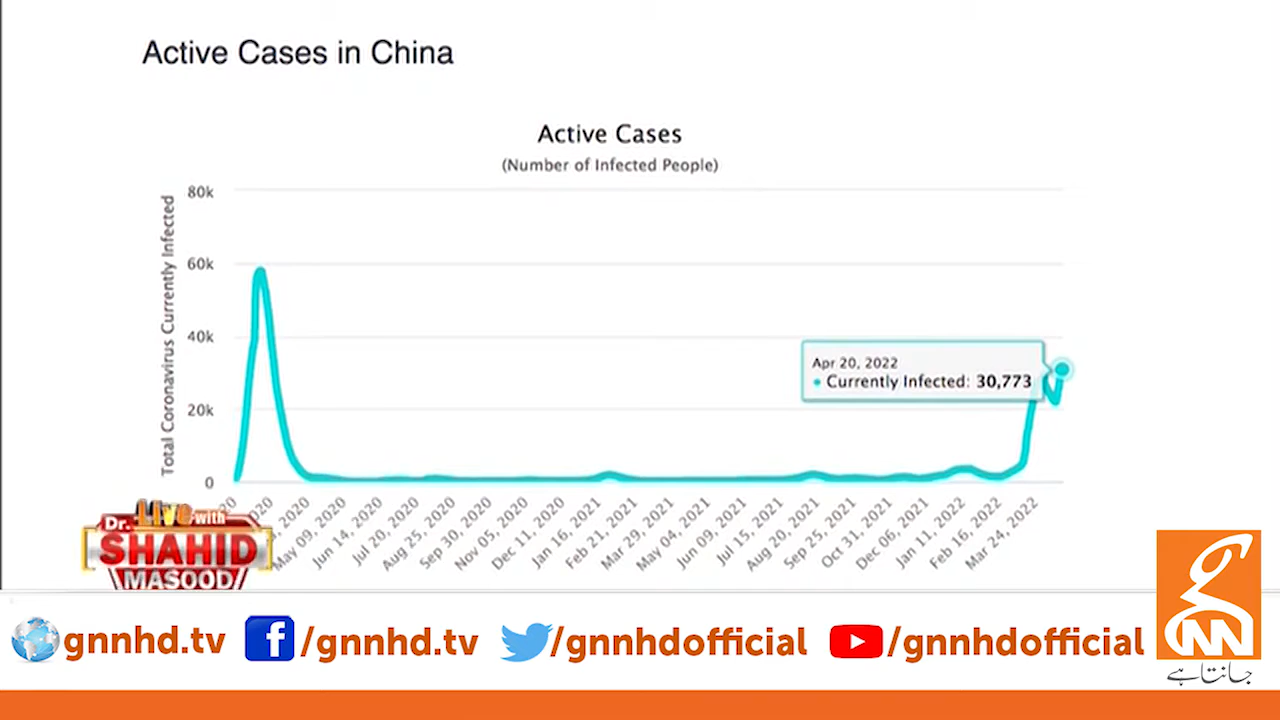 Active Cases in China
Active Cases
(Number of Infected People)
Total Coronavirus Currently Infected
80k
60k
40k
20k
0
Apr 20, 2022
Currently Infected: 30,773
May 09, 2020
Jun 14, 2020
Jul 20, 2020
Aug 25, 2020
Sep 30, 2020
Nov 05, 2020
Dec 11, 2020
Jan 16, 2021
Feb 21, 2021
Mar 29, 2021
May 04, 2021
Jun 09, 2021
Jul 15, 2021
Aug 20, 2021
Sep 25, 2021
Oct 31, 2021
Dec 06, 2021
Jan 11, 2022
Feb 16, 2022
Mar 24, 2022
Live with
Dr.
SHAHID
MASOOD
gnnhd.tv
/gnnhd.tv
/gnnhdofficial
/gnnhdofficial
GNN
جانتا ہے